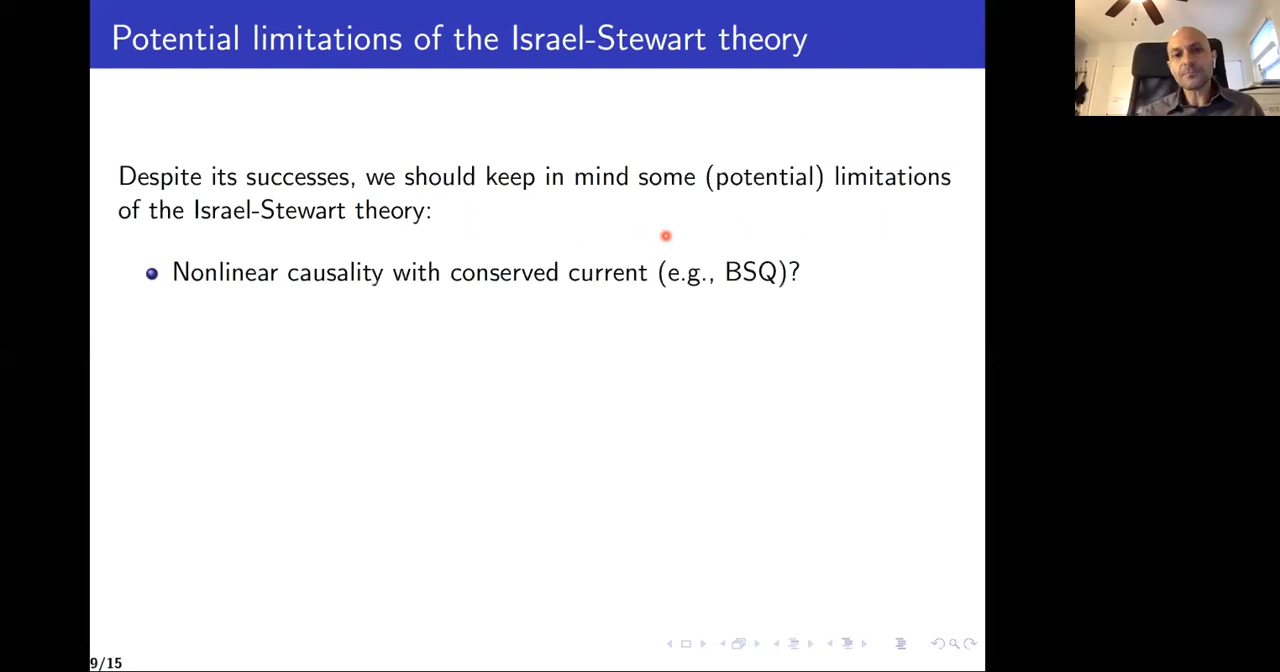 Potential limitations of the Israel-Stewart theory
Despite its successes, we should keep in mind some (potential) limitations
of the Israel-Stewart theory:
Nonlinear causality with conserved current (e.g., BSQ)?
9/15